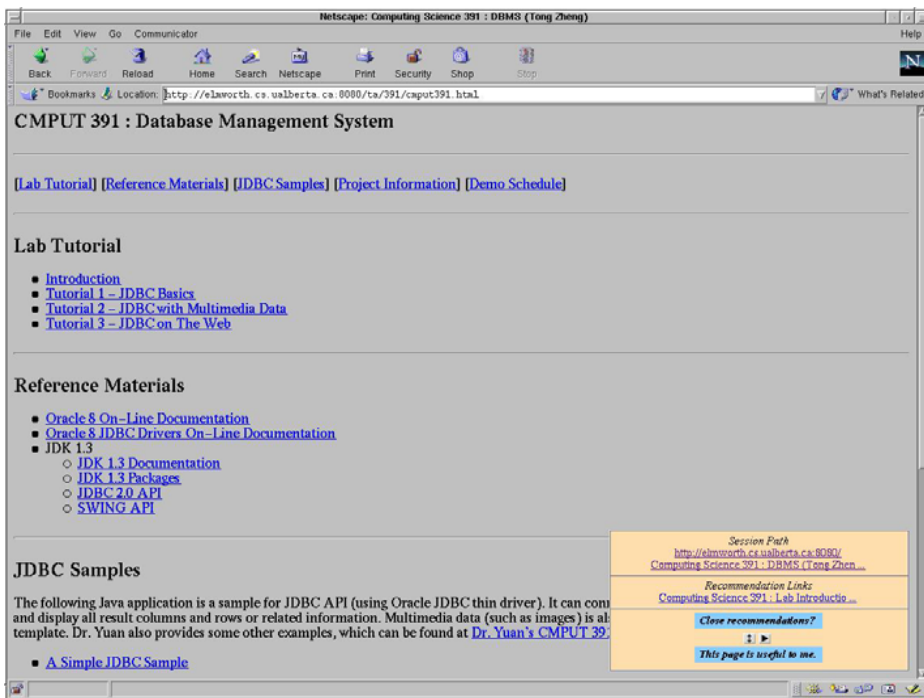 Netscape: Computing Science 391 : DBMS (Tong Zheng)
File Edit View Go Communicator Help
Back Forward Reload Home Search Netscape Print Security Shop Stop
N
Bookmarks Location: http://elmworth.cs.ualberta.ca:8080/ta/391/cmput391.html What's Related
CMPUT 391 : Database Management System
[Lab Tutorial] [Reference Materials] [JDBC Samples] [Project Information] [Demo Schedule]
Lab Tutorial
Introduction
Tutorial 1 – JDBC Basics
Tutorial 2 – JDBC with Multimedia Data
Tutorial 3 – JDBC on The Web
Reference Materials
Oracle 8 On–Line Documentation
Oracle 8 JDBC Drivers On–Line Documentation
JDK 1.3
JDK 1.3 Documentation
JDK 1.3 Packages
JDBC 2.0 API
SWING API
JDBC Samples
The following Java application is a sample for JDBC API (using Oracle JDBC thin driver). It can
and display all result columns and rows or related information. Multimedia data (such as images) is
template. Dr. Yuan also provides some other examples, which can be found at Dr. Yuan's CMPUT
A Simple JDBC Sample
Session Path
http://elmworth.cs.ualberta.ca:8080/
Computing Science 391 : DBMS (Tong Zhen ...
Recommendation Links
Computing Science 391 : Lab Introductio ...
Close recommendations?
This page is useful to me.